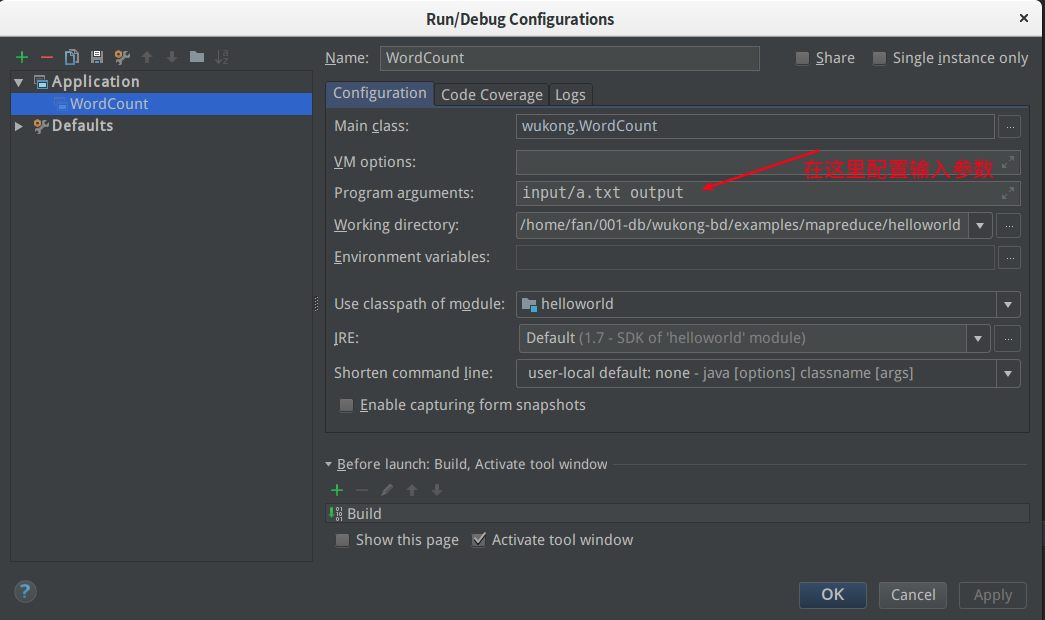 Run/Debug Configurations
Name: WordCount Share Single instance only
Application
WordCount
Defaults
Configuration Code Coverage Logs
Main class: wukong.WordCount ...
VM options:
在这里配置输入参数
Program arguments: input/a.txt output
Working directory: /home/fan/001-db/wukong-bd/examples/mapreduce/helloworld ...
Environment variables: ...
Use classpath of module: helloworld
JRE: Default (1.7 - SDK of 'helloworld' module) ...
Shorten command line: user-local default: none - java [options] classname [args]
Enable capturing form snapshots
Before launch: Build, Activate tool window
Build
Show this page Activate tool window
? OK Cancel Apply